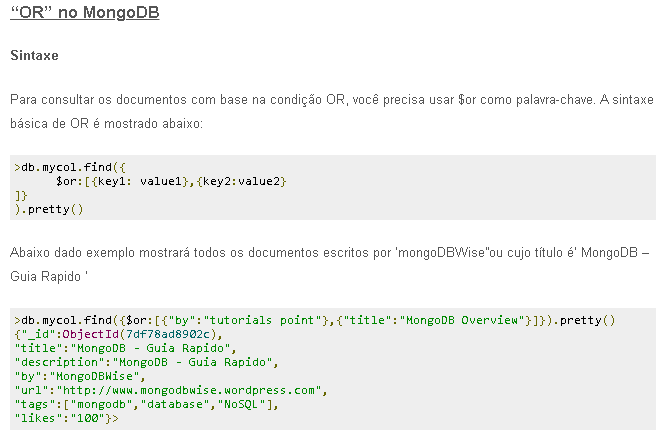 “OR” no MongoDB
Sintaxe
Para consultar os documentos com base na condição OR, você precisa usar $or como palavra-chave. A sintaxe
básica de OR é mostrado abaixo:
>db.mycol.find({
$or:[{key1: value1},{key2:value2}
]}
).pretty()
Abaixo dado exemplo mostrará todos os documentos escritos por 'mongoDBWise''ou cujo título é' MongoDB –
Guia Rapido '
>db.mycol.find({$or:[{"by":"tutorials point"},{"title":"MongoDB Overview"}]}).pretty()
{"_id":ObjectId(7df78ad8902c),
"title":"MongoDB - Guia Rapido",
"description":"MongoDB - Guia Rapido",
"by":"MongoDBWise",
"url":"http://www.mongodbwise.wordpress.com",
"tags":["mongodb","database","NoSQL"],
"likes":"100"}>